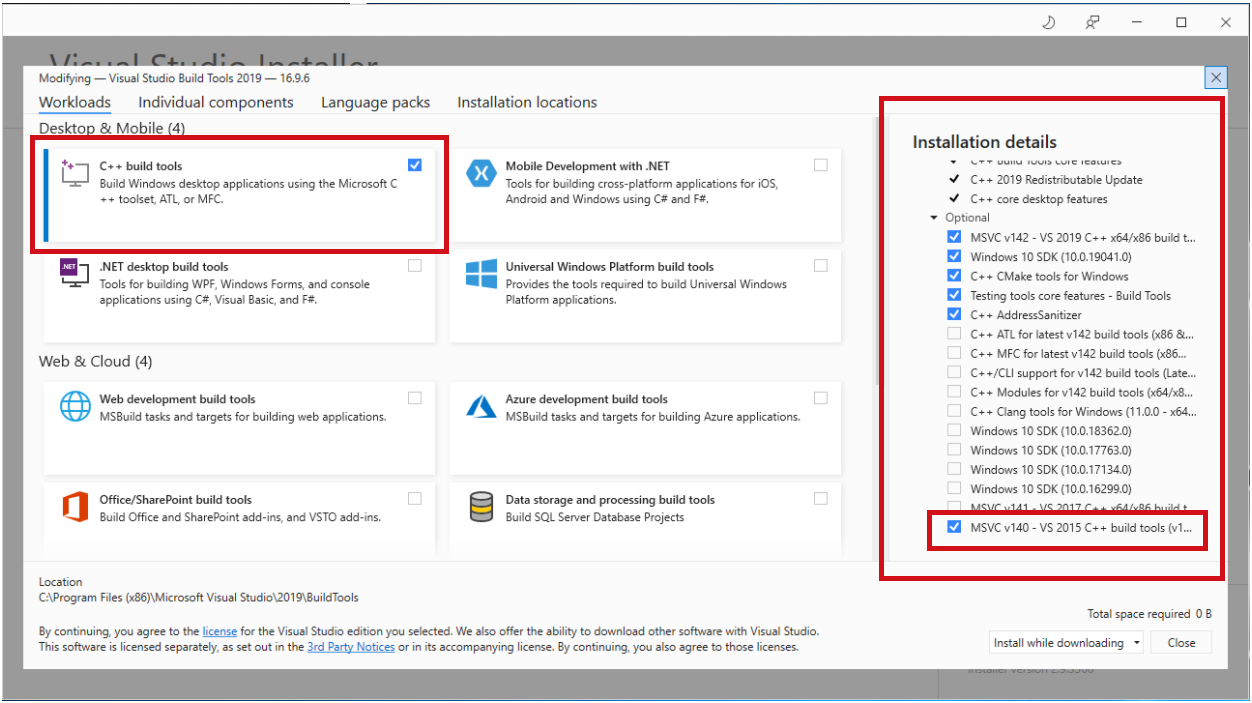 Visual Studio Installer
Modifying — Visual Studio Build Tools 2019 — 16.9.6
Workloads
Individual components
Language packs
Installation locations
Desktop & Mobile (4)
C++ build tools
Build Windows desktop applications using the Microsoft C
++ toolset, ATL, or MFC.
Mobile Development with .NET
Tools for building cross-platform applications for iOS,
Android and Windows using C# and F#.
.NET
.NET desktop build tools
Tools for building WPF, Windows Forms, and console
applications using C#, Visual Basic, and F#.
Universal Windows Platform build tools
Provides the tools required to build Universal Windows
Platform applications.
Web & Cloud (4)
Web development build tools
MSBuild tasks and targets for building web applications.
Azure development build tools
MSBuild tasks and targets for building Azure applications.
Office/SharePoint build tools
Build Office and SharePoint add-ins, and VSTO add-ins.
Data storage and processing build tools
Build SQL Server Database Projects
Installation details
C++ Build Tools core features
C++ 2019 Redistributable Update
C++ core desktop features
Optional
MSVC v142 - VS 2019 C++ x64/x86 build t...
Windows 10 SDK (10.0.19041.0)
C++ CMake tools for Windows
Testing tools core features - Build Tools
C++ AddressSanitizer
C++ ATL for latest v142 build tools (x86 &...
C++ MFC for latest v142 build tools (x86...
C++/CLI support for v142 build tools (Late...
C++ Modules for v142 build tools (x64/x8...
C++ Clang tools for Windows (11.0.0 - x64...
Windows 10 SDK (10.0.18362.0)
Windows 10 SDK (10.0.17763.0)
Windows 10 SDK (10.0.17134.0)
Windows 10 SDK (10.0.16299.0)
MSVC v141 - VS 2017 C++ x64/x86 build t...
MSVC v140 - VS 2015 C++ build tools (v1...
Location
C:\Program Files (x86)\Microsoft Visual Studio\2019\BuildTools
By continuing, you agree to the license for the Visual Studio edition you selected. We also offer the ability to download other software with Visual Studio.
This software is licensed separately, as set out in the 3rd Party Notices or in its accompanying license. By continuing, you also agree to those licenses.
Total space required 0 B
Install while downloading
Close
Installer version 2.9.3300